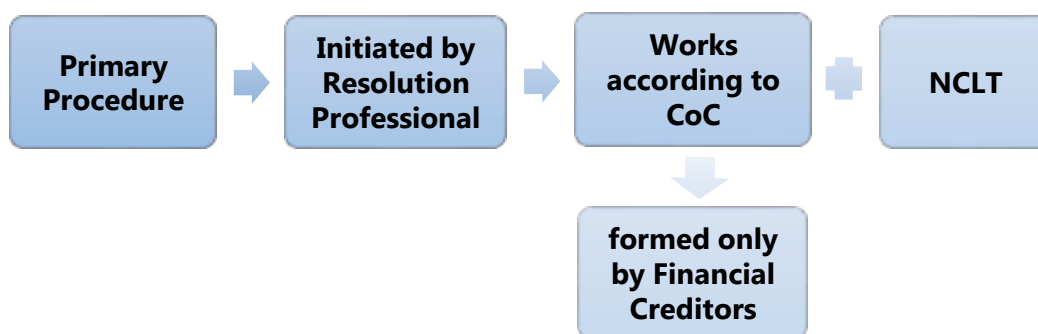 Primary
Procedure
Initiated by
Resolution
Professional
Works
according to
CoC
NCLT
formed only
by Financial
Creditors